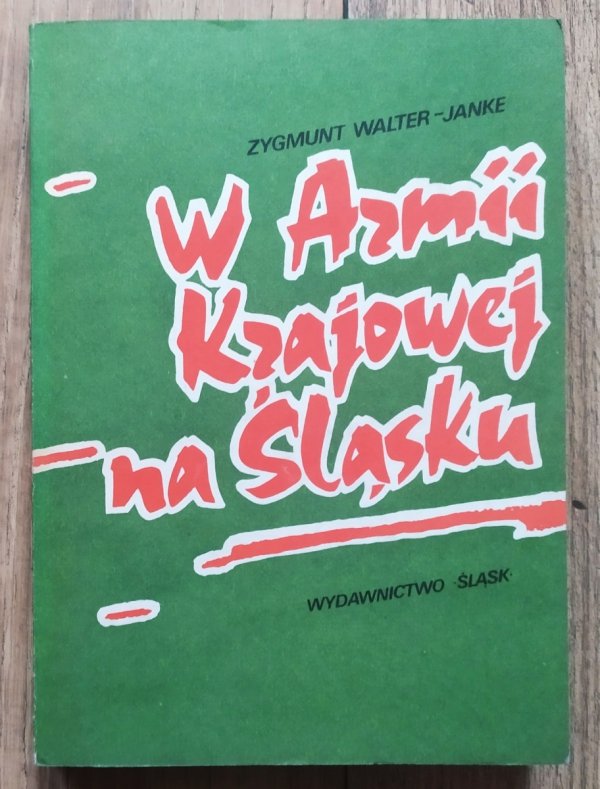 ZYGMUNT WALTER-JANKE
W Armii
Krajowej
na Śląsku
WYDAWNICTWO ·ŚLĄSK·